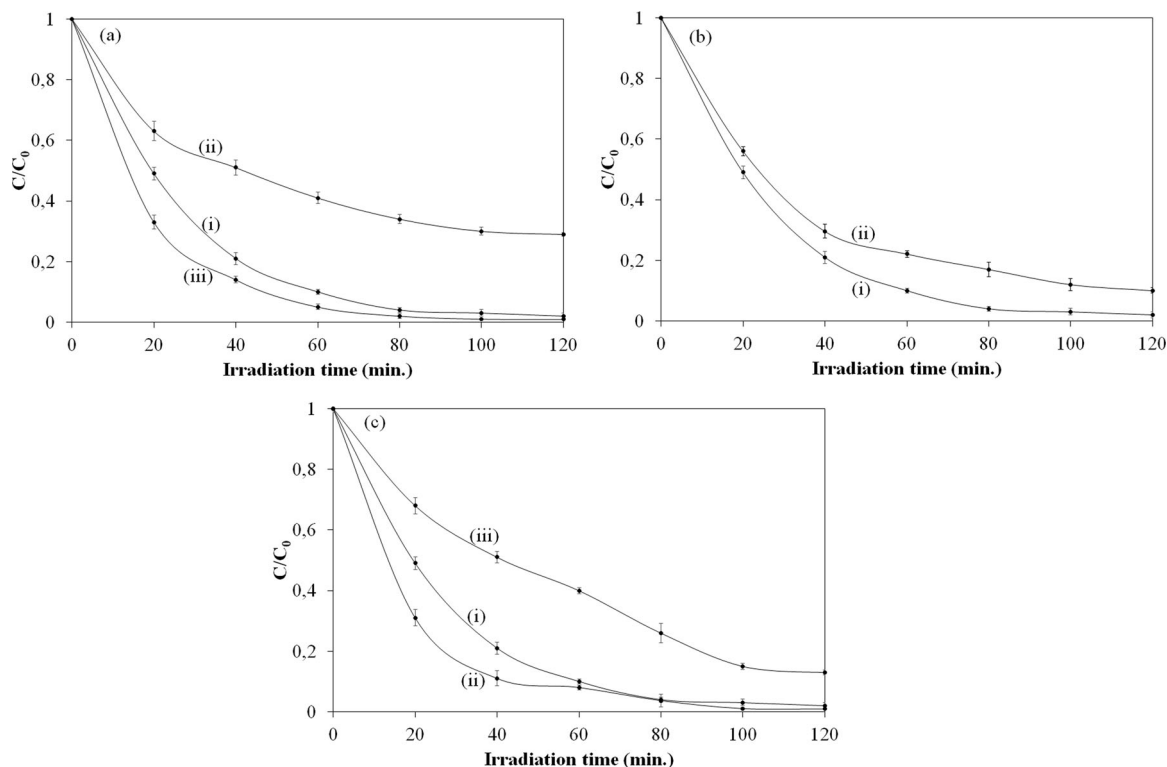 (a)
C/C0
1
0,8
0,6
0,4
0,2
0
(ii)
(i)
(iii)
0 20 40 60 80 100 120
Irradiation time (min.)
(b)
C/C0
1
0,8
0,6
0,4
0,2
0
(ii)
(i)
0 20 40 60 80 100 120
Irradiation time (min.)
(c)
C/C0
1
0,8
0,6
0,4
0,2
0
(iii)
(i)
(ii)
0 20 40 60 80 100 120
Irradiation time (min.)